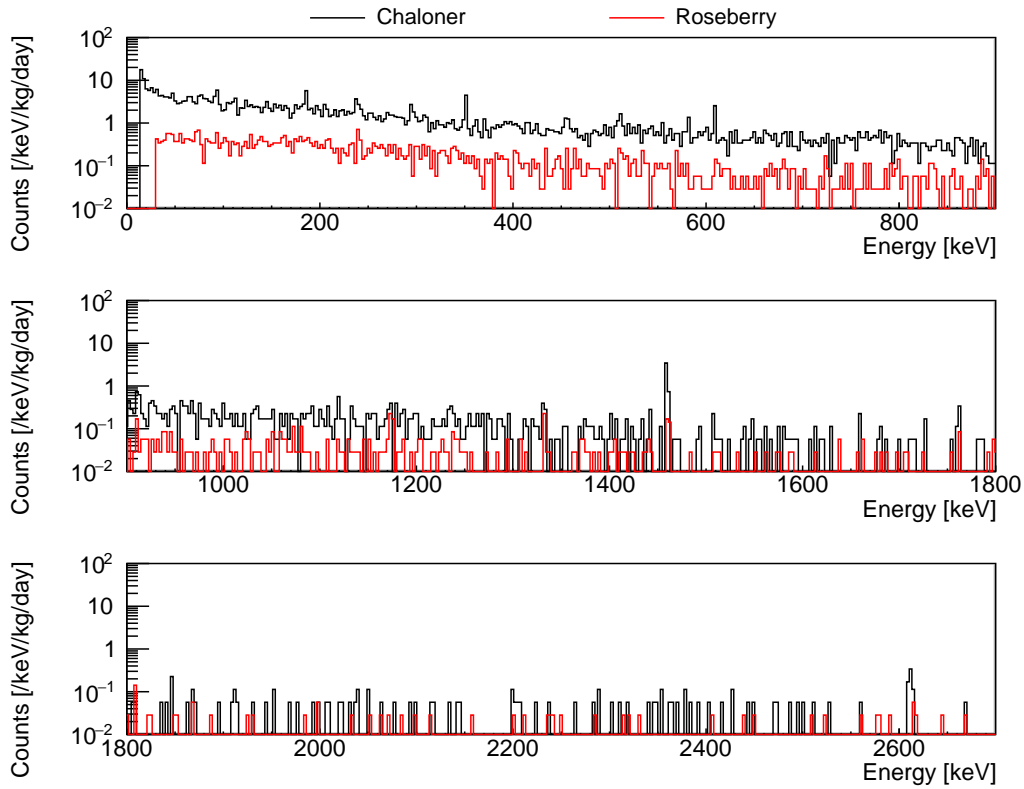 Chaloner Roseberry
Counts [/keV/kg/day]
10²
10
1
10⁻¹
10⁻²
0 200 400 600 800
Energy [keV]
Counts [/keV/kg/day]
10²
10
1
10⁻¹
10⁻²
1000 1200 1400 1600 1800
Energy [keV]
Counts [/keV/kg/day]
10²
10
1
10⁻¹
10⁻²
1800 2000 2200 2400 2600
Energy [keV]